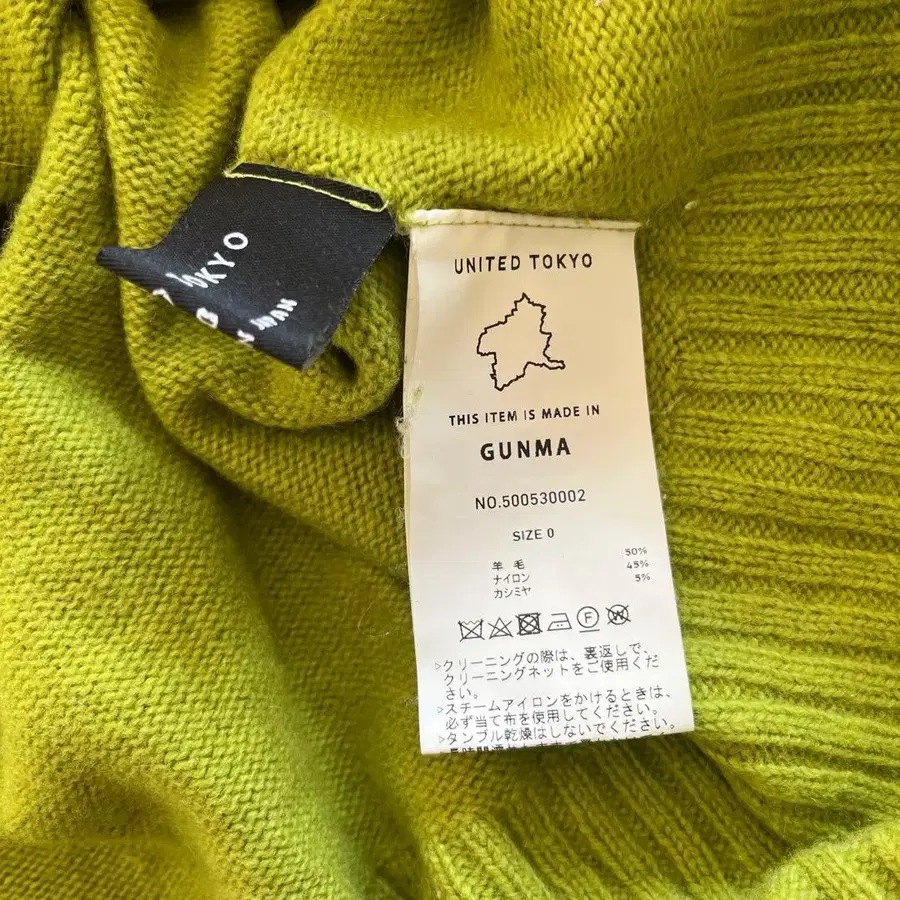 TOKYO
JAPAN
UNITED TOKYO
THIS ITEM IS MADE IN
GUNMA
NO.500530002
SIZE 0
羊 毛 50%
ナイロン 45%
カシミヤ 5%
F
W
▷クリーニングの際は、裏返しで、
クリーニングネットをご使用くだ
さい。
▷スチームアイロンをかけるときは、
必ず当て布を使用してください。
▷タンブル乾燥はしないでください。